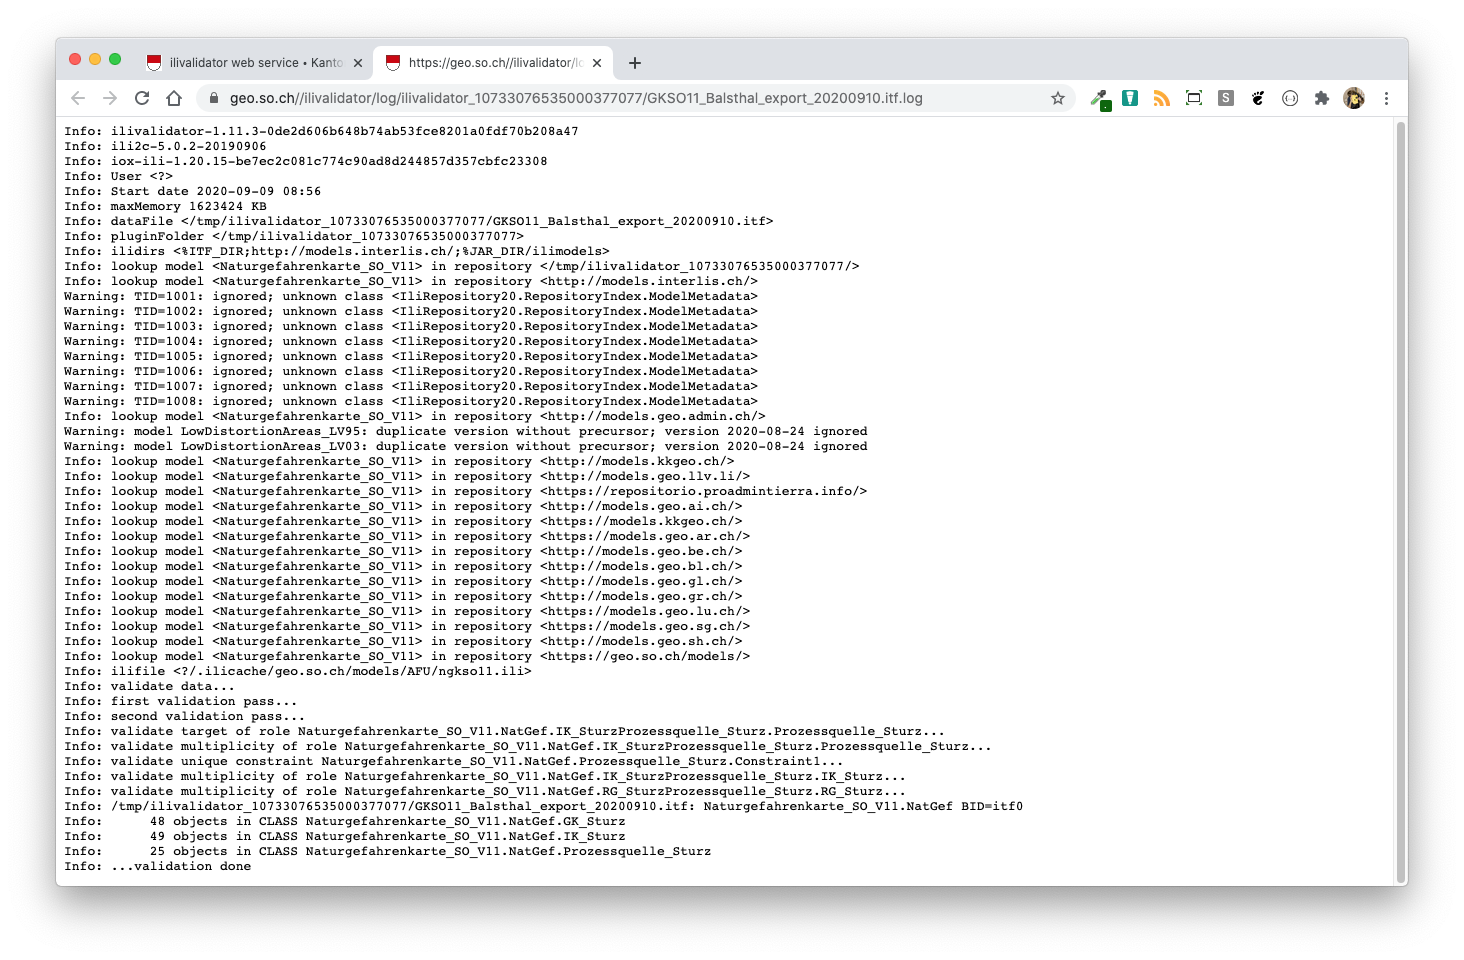 ilivalidator web service • Kanto
https://geo.so.ch//ilivalidator/lo
geo.so.ch//ilivalidator/log/ilivalidator_10733076535000377077/GKSO11_Balsthal_export_20200910.itf.log
Info: ilivalidator-1.11.3-0de2d606b648b74ab53fce8201a0fdf70b208a47
Info: ili2c-5.0.2-20190906
Info: iox-ili-1.20.15-be7ec2c081c774c90ad8d244857d357cbfc23308
Info: User <?>
Info: Start date 2020-09-09 08:56
Info: maxMemory 1623424 KB
Info: dataFile </tmp/ilivalidator_10733076535000377077/GKSO11_Balsthal_export_20200910.itf>
Info: pluginFolder </tmp/ilivalidator_10733076535000377077>
Info: ilidirs <%ITF_DIR;http://models.interlis.ch/;%JAR_DIR/ilimodels>
Info: lookup model <Naturgefahrenkarte_SO_V11> in repository </tmp/ilivalidator_10733076535000377077/>
Info: lookup model <Naturgefahrenkarte_SO_V11> in repository <http://models.interlis.ch/>
Warning: TID=1001: ignored; unknown class <IliRepository20.RepositoryIndex.ModelMetadata>
Warning: TID=1002: ignored; unknown class <IliRepository20.RepositoryIndex.ModelMetadata>
Warning: TID=1003: ignored; unknown class <IliRepository20.RepositoryIndex.ModelMetadata>
Warning: TID=1004: ignored; unknown class <IliRepository20.RepositoryIndex.ModelMetadata>
Warning: TID=1005: ignored; unknown class <IliRepository20.RepositoryIndex.ModelMetadata>
Warning: TID=1006: ignored; unknown class <IliRepository20.RepositoryIndex.ModelMetadata>
Warning: TID=1007: ignored; unknown class <IliRepository20.RepositoryIndex.ModelMetadata>
Warning: TID=1008: ignored; unknown class <IliRepository20.RepositoryIndex.ModelMetadata>
Info: lookup model <Naturgefahrenkarte_SO_V11> in repository <http://models.geo.admin.ch/>
Warning: model LowDistortionAreas_LV95: duplicate version without precursor; version 2020-08-24 ignored
Warning: model LowDistortionAreas_LV03: duplicate version without precursor; version 2020-08-24 ignored
Info: lookup model <Naturgefahrenkarte_SO_V11> in repository <http://models.kkgeo.ch/>
Info: lookup model <Naturgefahrenkarte_SO_V11> in repository <http://models.geo.llv.li/>
Info: lookup model <Naturgefahrenkarte_SO_V11> in repository <https://repositorio.proadmintierra.info/>
Info: lookup model <Naturgefahrenkarte_SO_V11> in repository <http://models.geo.ai.ch/>
Info: lookup model <Naturgefahrenkarte_SO_V11> in repository <https://models.kkgeo.ch/>
Info: lookup model <Naturgefahrenkarte_SO_V11> in repository <https://models.geo.ar.ch/>
Info: lookup model <Naturgefahrenkarte_SO_V11> in repository <http://models.geo.be.ch/>
Info: lookup model <Naturgefahrenkarte_SO_V11> in repository <http://models.geo.bl.ch/>
Info: lookup model <Naturgefahrenkarte_SO_V11> in repository <http://models.geo.gl.ch/>
Info: lookup model <Naturgefahrenkarte_SO_V11> in repository <http://models.geo.gr.ch/>
Info: lookup model <Naturgefahrenkarte_SO_V11> in repository <https://models.geo.lu.ch/>
Info: lookup model <Naturgefahrenkarte_SO_V11> in repository <https://models.geo.sg.ch/>
Info: lookup model <Naturgefahrenkarte_SO_V11> in repository <http://models.geo.sh.ch/>
Info: lookup model <Naturgefahrenkarte_SO_V11> in repository <https://geo.so.ch/models/>
Info: ilifile <?/.ilicache/geo.so.ch/models/AFU/ngkso11.ili>
Info: validate data...
Info: first validation pass...
Info: second validation pass...
Info: validate target of role Naturgefahrenkarte_SO_V11.NatGef.IK_SturzProzessquelle_Sturz.Prozessquelle_Sturz...
Info: validate multiplicity of role Naturgefahrenkarte_SO_V11.NatGef.IK_SturzProzessquelle_Sturz.Prozessquelle_Sturz...
Info: validate unique constraint Naturgefahrenkarte_SO_V11.NatGef.Prozessquelle_Sturz.Constraint1...
Info: validate multiplicity of role Naturgefahrenkarte_SO_V11.NatGef.IK_SturzProzessquelle_Sturz.IK_Sturz...
Info: validate multiplicity of role Naturgefahrenkarte_SO_V11.NatGef.RG_SturzProzessquelle_Sturz.RG_Sturz...
Info: /tmp/ilivalidator_10733076535000377077/GKSO11_Balsthal_export_20200910.itf: Naturgefahrenkarte_SO_V11.NatGef BID=itf0
Info:      48 objects in CLASS Naturgefahrenkarte_SO_V11.NatGef.GK_Sturz
Info:      49 objects in CLASS Naturgefahrenkarte_SO_V11.NatGef.IK_Sturz
Info:      25 objects in CLASS Naturgefahrenkarte_SO_V11.NatGef.Prozessquelle_Sturz
Info: ...validation done